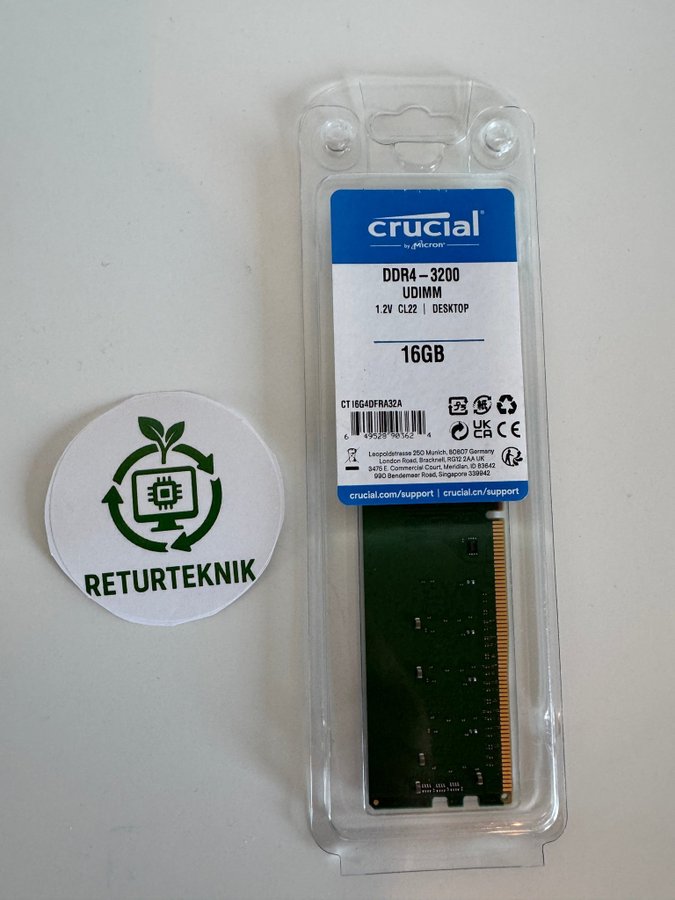 crucial
by Micron
DDR4-3200
UDIMM
1.2V CL22 | DESKTOP
16GB
CT16G4DFRA32A
6 49528 90362 4
UK
CA
CE
Leopoldstrasse 250 Munich, 80807 Germany
London Road, Bracknell, RG12 2AA UK
3475 E. Commercial Court, Meridian, ID 83642
990 Bendemeer Road, Singapore 339942
crucial.com/support | crucial.cn/support
RETURTEKNIK